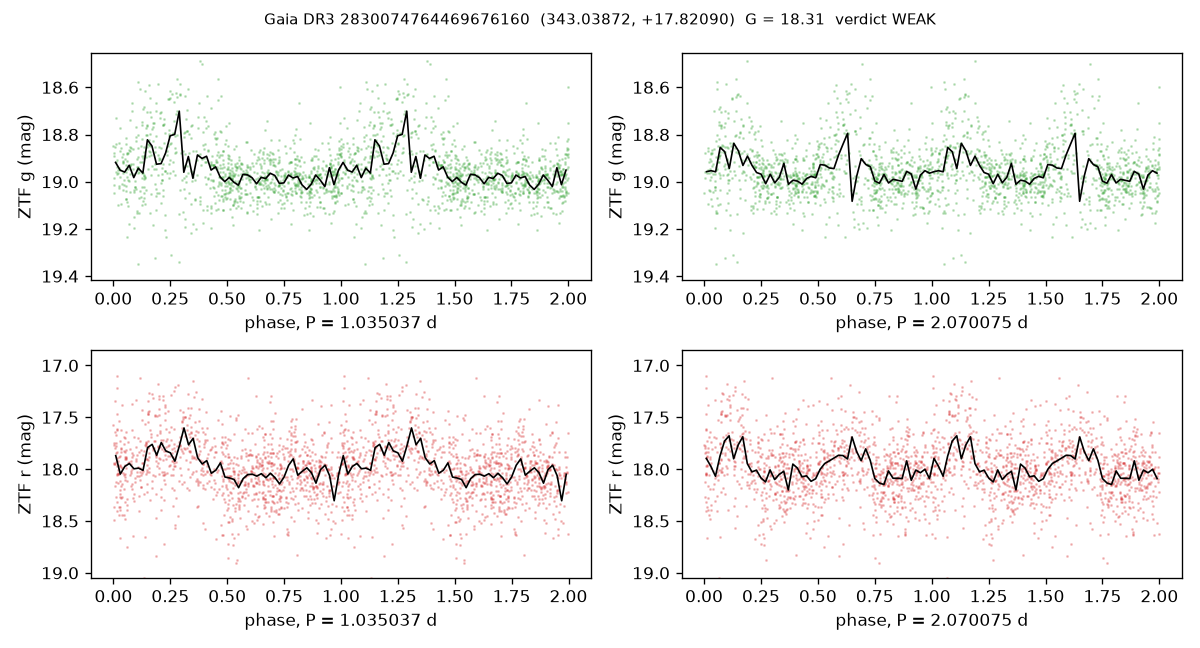 Gaia DR3 2830074764469676160 (343.03872, +17.82090) G = 18.31 verdict WEAK
ZTF g (mag)
18.6
18.8
19.0
19.2
19.4
0.00 0.25 0.50 0.75 1.00 1.25 1.50 1.75 2.00
phase, P = 1.035037 d
ZTF g (mag)
18.6
18.8
19.0
19.2
19.4
0.00 0.25 0.50 0.75 1.00 1.25 1.50 1.75 2.00
phase, P = 2.070075 d
ZTF r (mag)
17.0
17.5
18.0
18.5
19.0
0.00 0.25 0.50 0.75 1.00 1.25 1.50 1.75 2.00
phase, P = 1.035037 d
ZTF r (mag)
17.0
17.5
18.0
18.5
19.0
0.00 0.25 0.50 0.75 1.00 1.25 1.50 1.75 2.00
phase, P = 2.070075 d